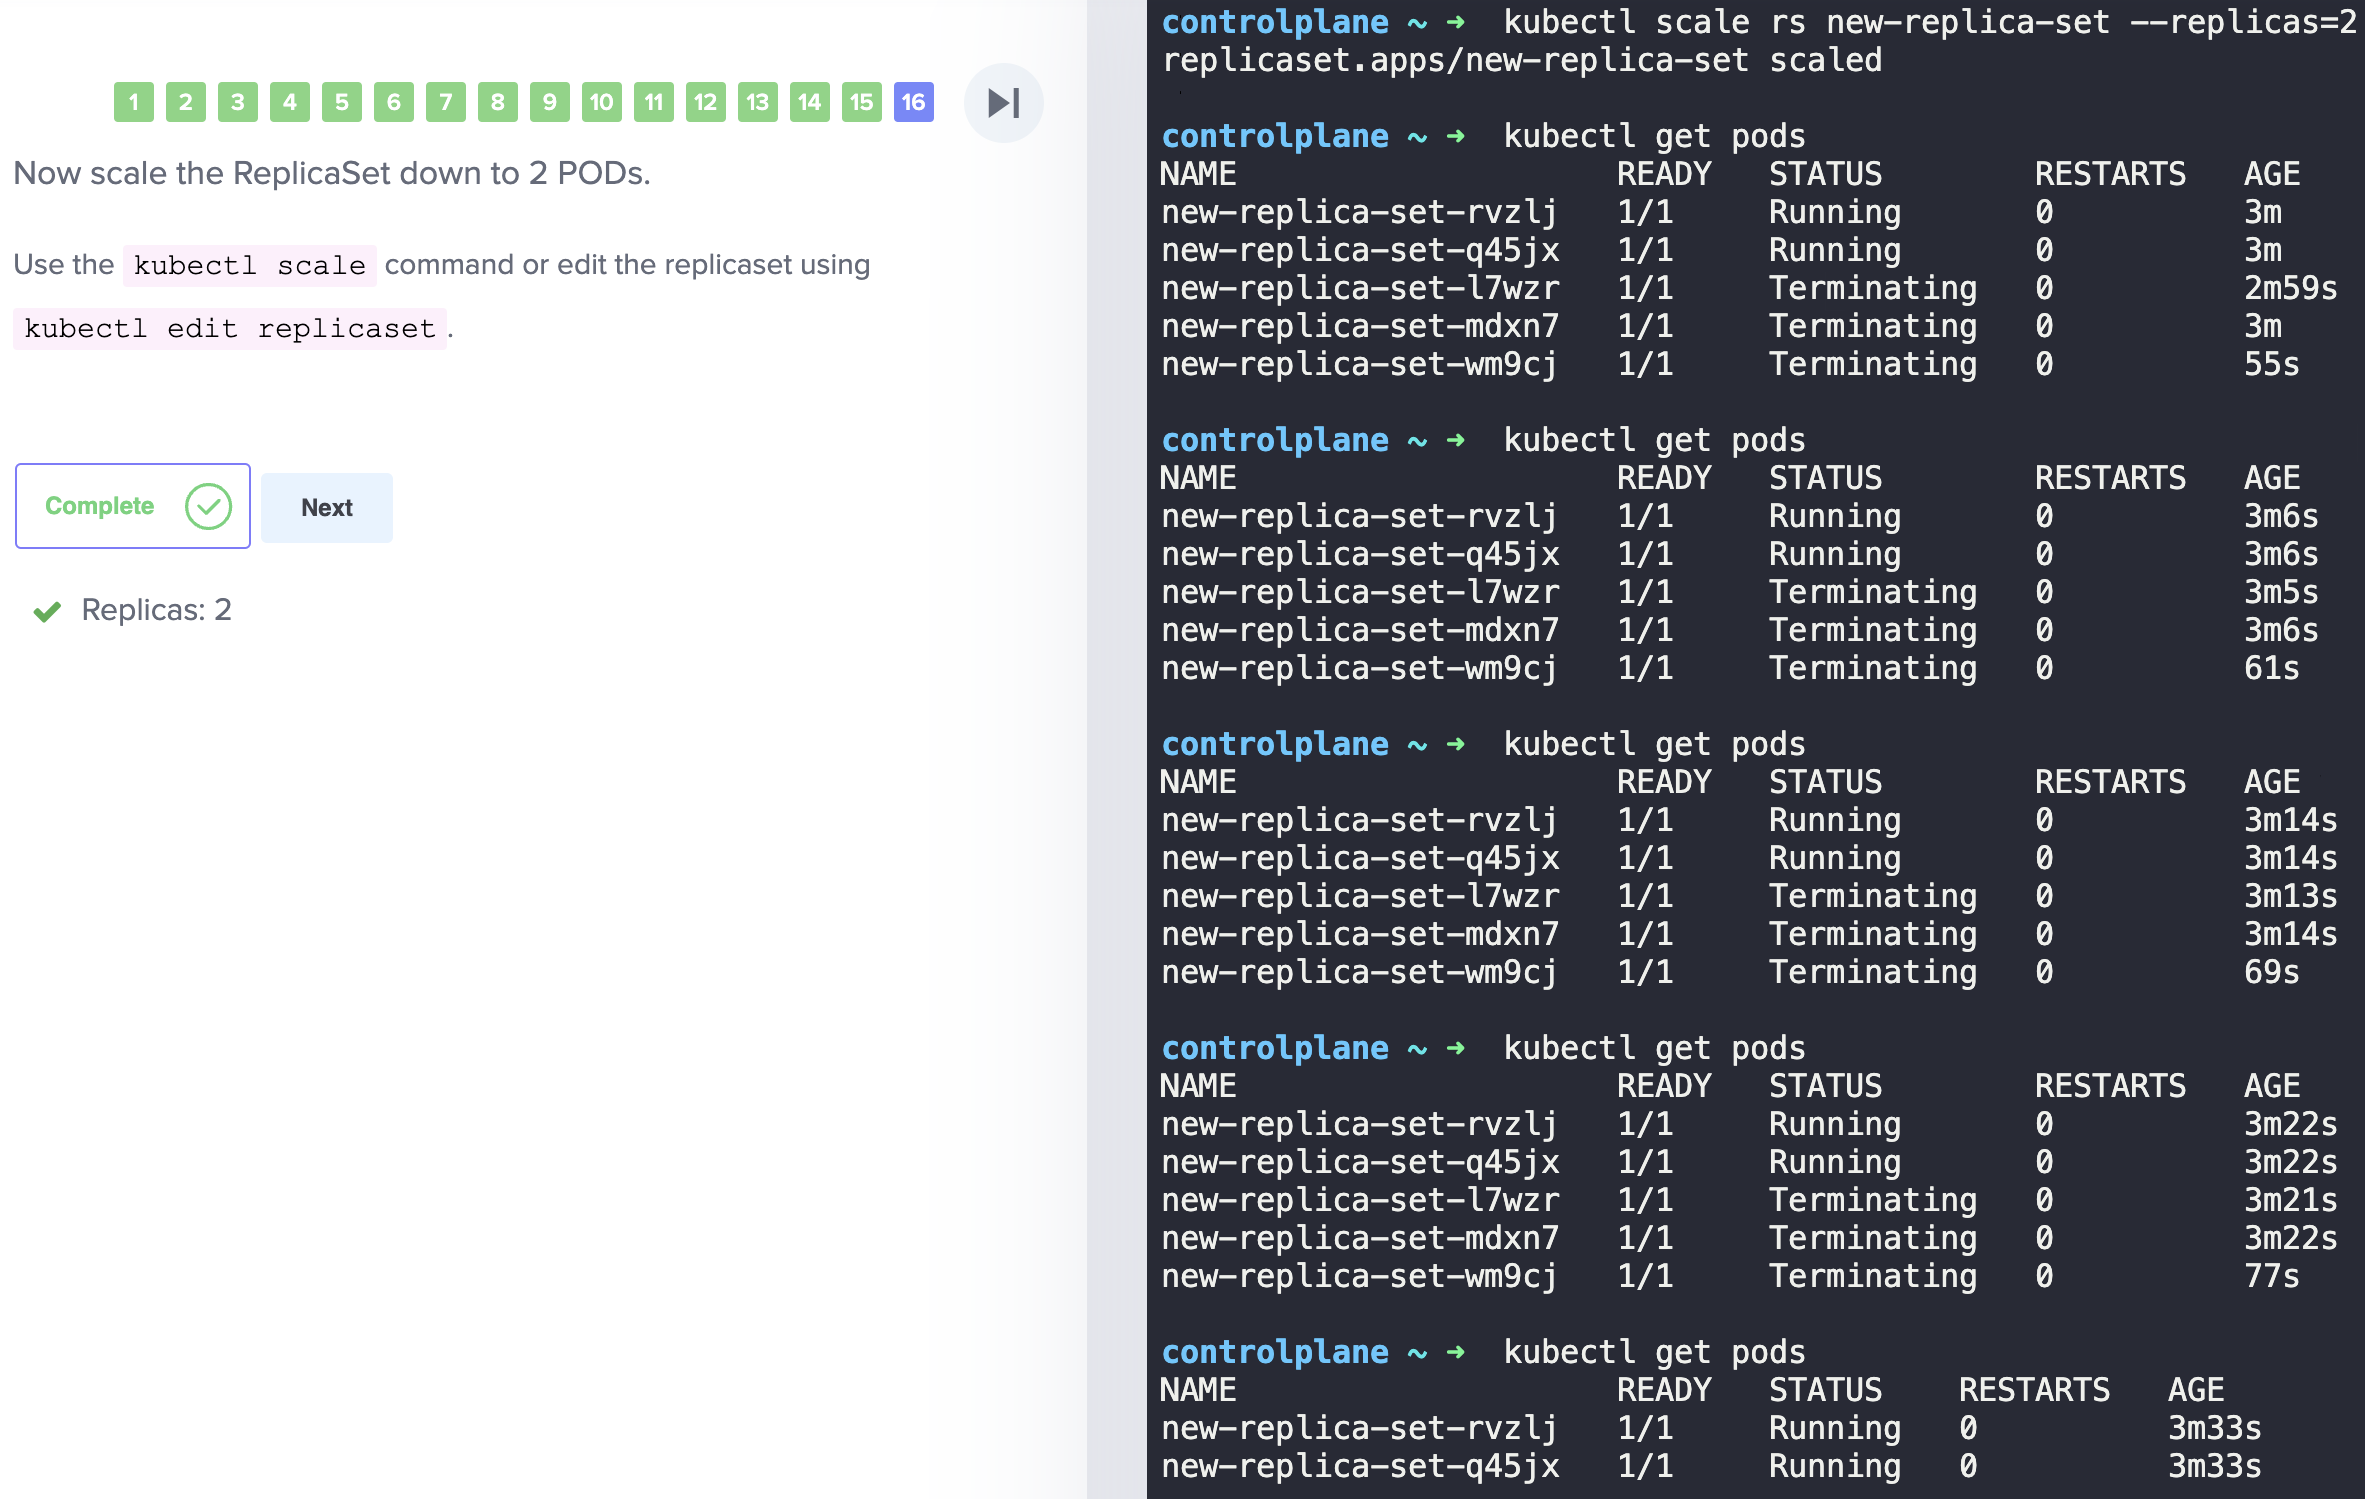 1 2 3 4 5 6 7 8 9 10 11 12 13 14 15 16
Now scale the ReplicaSet down to 2 PODs.
Use the kubectl scale command or edit the replicaset using
kubectl edit replicaset.
Complete Next
Replicas: 2
controlplane ~ ➜ kubectl scale rs new-replica-set --replicas=2
replicaset.apps/new-replica-set scaled
controlplane ~ ➜ kubectl get pods
NAME READY STATUS RESTARTS AGE
new-replica-set-rvzlj 1/1 Running 0 3m
new-replica-set-q45jx 1/1 Running 0 3m
new-replica-set-l7wzr 1/1 Terminating 0 2m59s
new-replica-set-mdxn7 1/1 Terminating 0 3m
new-replica-set-wm9cj 1/1 Terminating 0 55s
controlplane ~ ➜ kubectl get pods
NAME READY STATUS RESTARTS AGE
new-replica-set-rvzlj 1/1 Running 0 3m6s
new-replica-set-q45jx 1/1 Running 0 3m6s
new-replica-set-l7wzr 1/1 Terminating 0 3m5s
new-replica-set-mdxn7 1/1 Terminating 0 3m6s
new-replica-set-wm9cj 1/1 Terminating 0 61s
controlplane ~ ➜ kubectl get pods
NAME READY STATUS RESTARTS AGE
new-replica-set-rvzlj 1/1 Running 0 3m14s
new-replica-set-q45jx 1/1 Running 0 3m14s
new-replica-set-l7wzr 1/1 Terminating 0 3m13s
new-replica-set-mdxn7 1/1 Terminating 0 3m14s
new-replica-set-wm9cj 1/1 Terminating 0 69s
controlplane ~ ➜ kubectl get pods
NAME READY STATUS RESTARTS AGE
new-replica-set-rvzlj 1/1 Running 0 3m22s
new-replica-set-q45jx 1/1 Running 0 3m22s
new-replica-set-l7wzr 1/1 Terminating 0 3m21s
new-replica-set-mdxn7 1/1 Terminating 0 3m22s
new-replica-set-wm9cj 1/1 Terminating 0 77s
controlplane ~ ➜ kubectl get pods
NAME READY STATUS RESTARTS AGE
new-replica-set-rvzlj 1/1 Running 0 3m33s
new-replica-set-q45jx 1/1 Running 0 3m33s